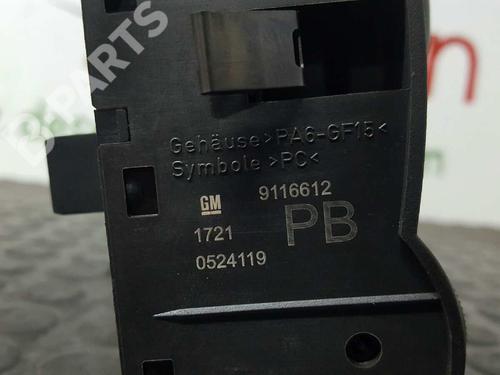 B-PARTS
Gehäuse >PA6-GF15<
Symbole >PC<
GM 9116612
1721 PB
0524119